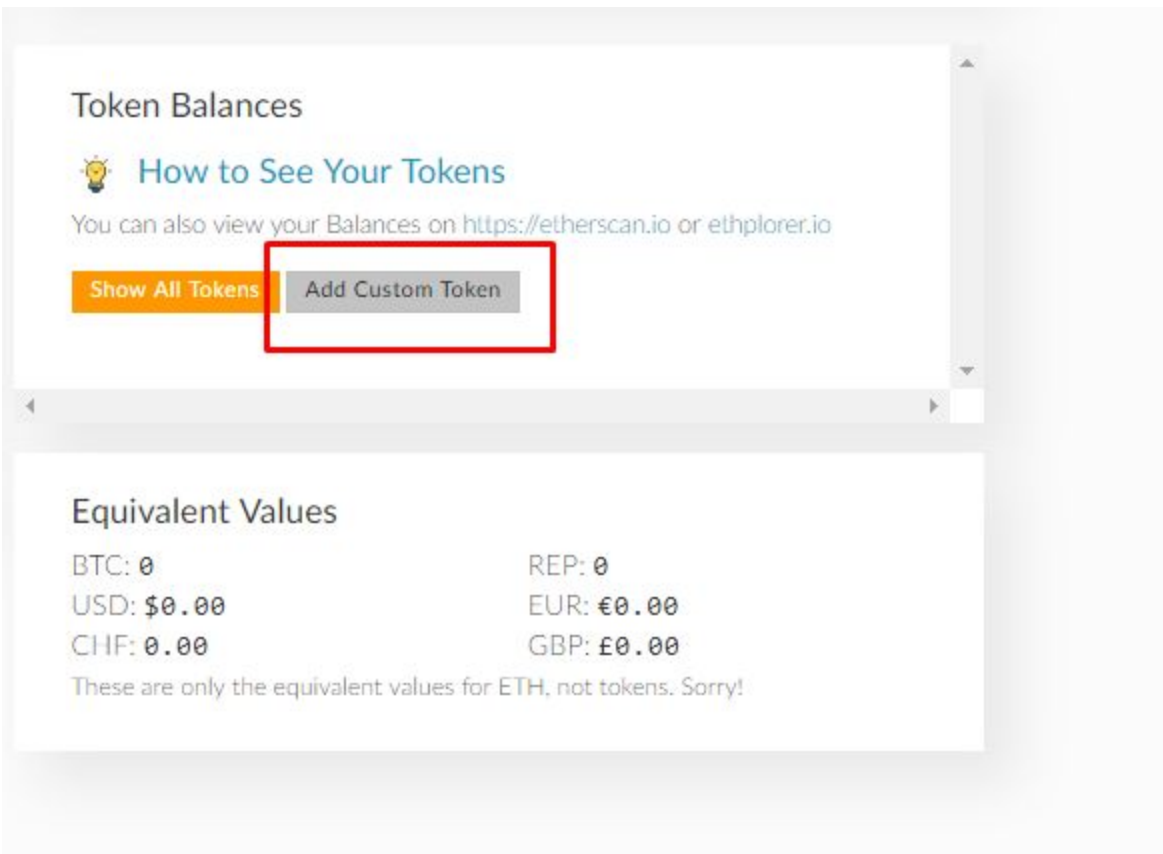 Token Balances
How to See Your Tokens
You can also view your Balances on https://etherscan.io or ethplorer.io
Show All Tokens Add Custom Token
Equivalent Values
BTC: 0 REP: 0
USD: $0.00 EUR: €0.00
CHF: 0.00 GBP: £0.00
These are only the equivalent values for ETH, not tokens. Sorry!